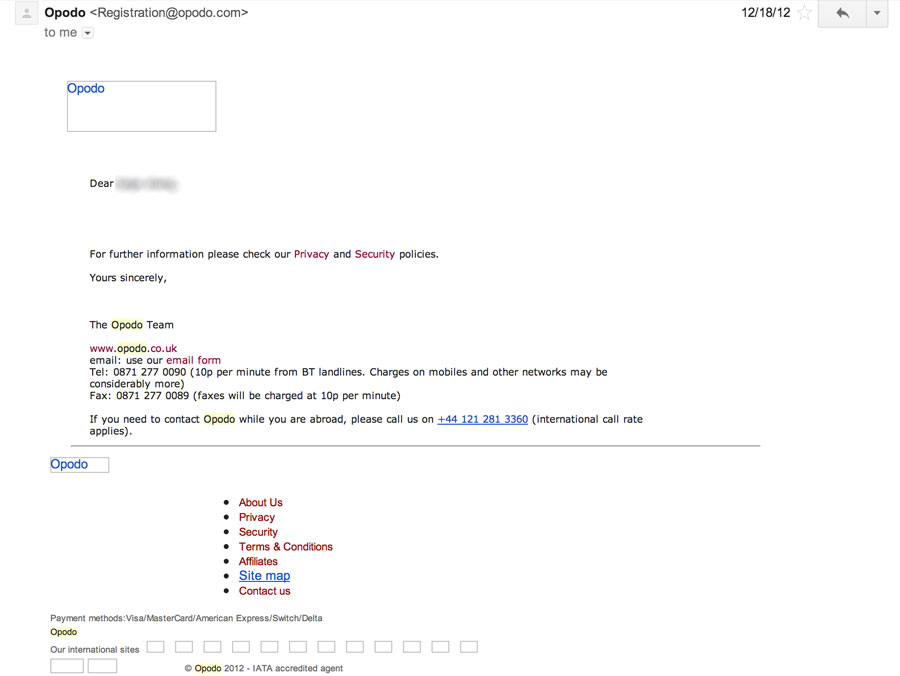 Opodo <Registration@opodo.com> 12/18/12
to me
Opodo
Dear
For further information please check our Privacy and Security policies.
Yours sincerely,
The Opodo Team
www.opodo.co.uk
email: use our email form
Tel: 0871 277 0090 (10p per minute from BT landlines. Charges on mobiles and other networks may be
considerably more)
Fax: 0871 277 0089 (faxes will be charged at 10p per minute)
If you need to contact Opodo while you are abroad, please call us on +44 121 281 3360 (international call rate
applies).
Opodo
About Us
Privacy
Security
Terms & Conditions
Affiliates
Site map
Contact us
Payment methods:Visa/MasterCard/American Express/Switch/Delta
Opodo
Our international sites
© Opodo 2012 - IATA accredited agent